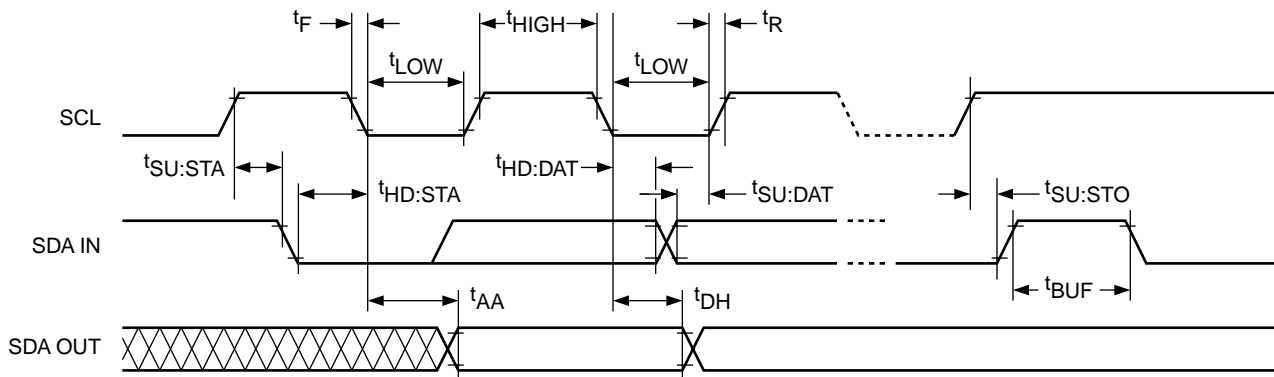 tF
tHIGH
tR
tLOW
tLOW
SCL
tSU:STA
tHD:STA
tHD:DAT
tSU:DAT
tSU:STO
SDA IN
tAA
tDH
tBUF
SDA OUT